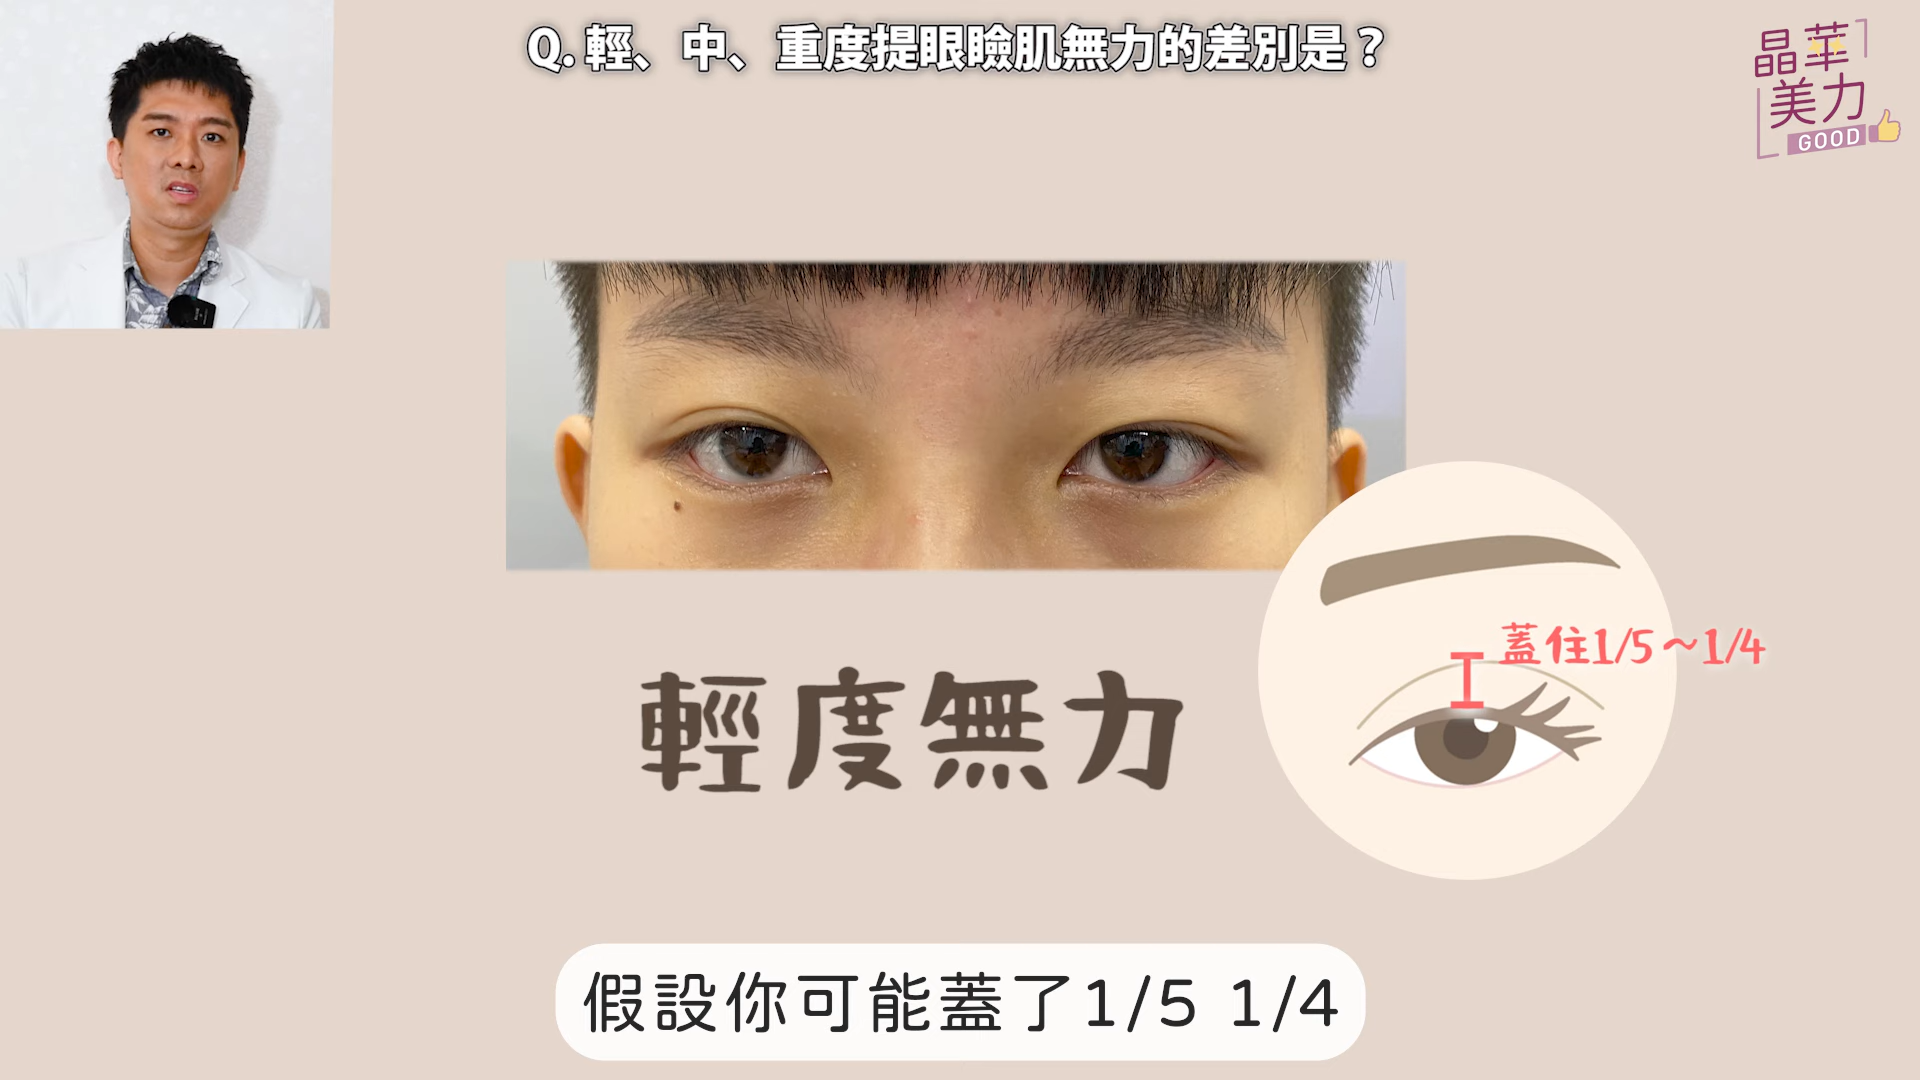 Q. 輕、中、重度提眼瞼肌無力的差別是？
晶華
美力
GOOD
蓋住1/5～1/4
輕度無力
假設你可能蓋了1/5 1/4